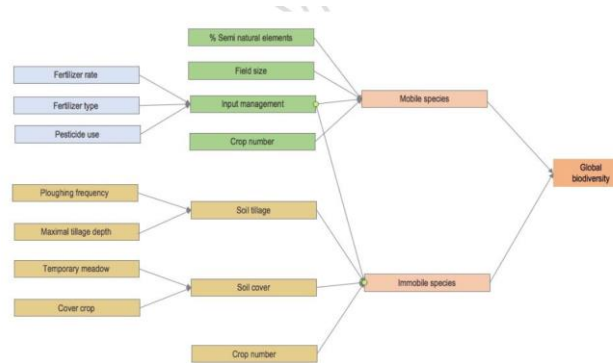 % Semi natural elements
Fertilizer rate
Field size
Fertilizer type
Input management
Mobile species
Pesticide use
Crop number
Global
biodiversity
Ploughing frequency
Soil tillage
Maximal tillage depth
Temporary meadow
Soil cover
Immobile species
Cover crop
Crop number